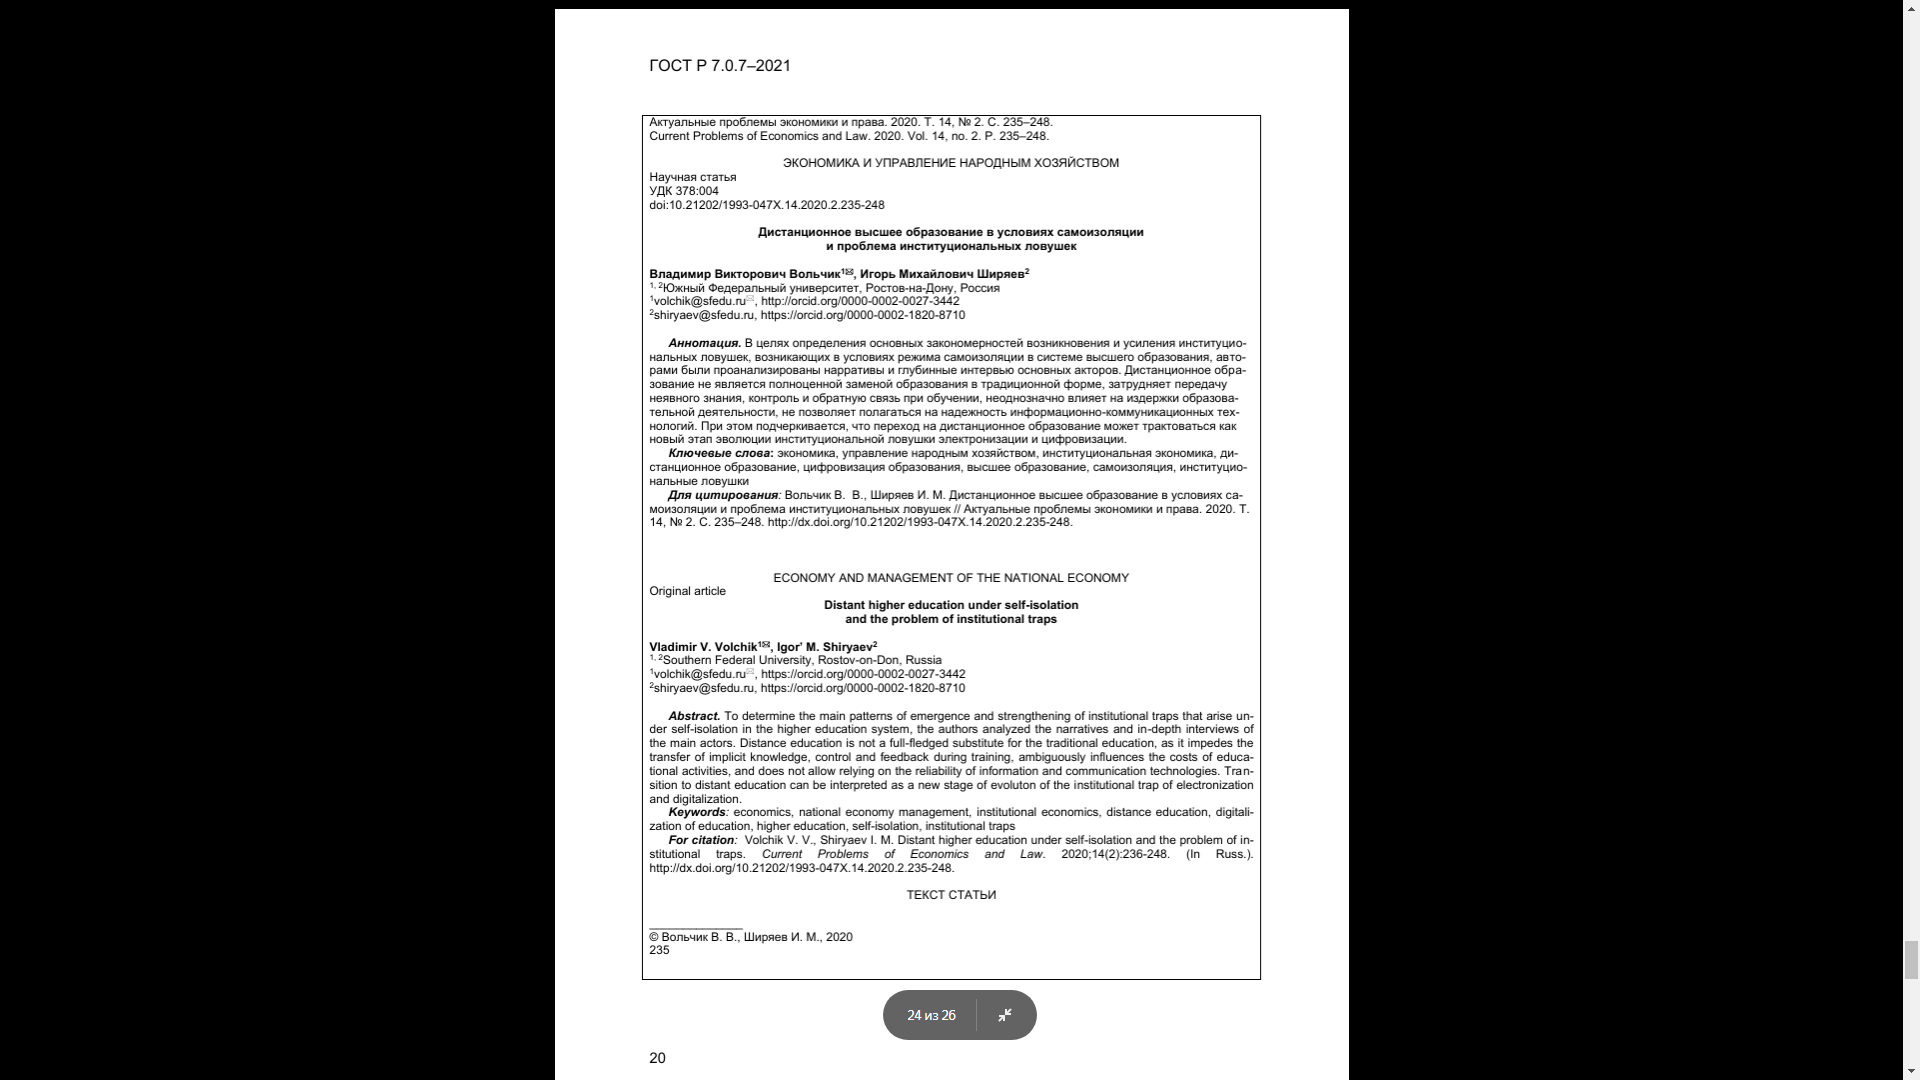 ГОСТ Р 7.0.7–2021
Актуальные проблемы экономики и права. 2020. Т. 14, № 2. С. 235–248.
Current Problems of Economics and Law. 2020. Vol. 14, no. 2. P. 235–248.
ЭКОНОМИКА И УПРАВЛЕНИЕ НАРОДНЫМ ХОЗЯЙСТВОМ
Научная статья
УДК 378:004
doi:10.21202/1993-047X.14.2020.2.235-248
Дистанционное высшее образование в условиях самоизоляции
и проблема институциональных ловушек
Владимир Викторович Вольчик¹✉, Игорь Михайлович Ширяев²
¹, ²Южный Федеральный университет, Ростов-на-Дону, Россия
¹volchik@sfedu.ru✉, http://orcid.org/0000-0002-0027-3442
²shiryaev@sfedu.ru, https://orcid.org/0000-0002-1820-8710
Аннотация. В целях определения основных закономерностей возникновения и усиления институцио-
нальных ловушек, возникающих в условиях режима самоизоляции в системе высшего образования, авто-
рами были проанализированы нарративы и глубинные интервью основных акторов. Дистанционное обра-
зование не является полноценной заменой образования в традиционной форме, затрудняет передачу
неявного знания, контроль и обратную связь при обучении, неоднозначно влияет на издержки образова-
тельной деятельности, не позволяет полагаться на надежность информационно-коммуникационных тех-
нологий. При этом подчеркивается, что переход на дистанционное образование может трактоваться как
новый этап эволюции институциональной ловушки электронизации и цифровизации.
Ключевые слова: экономика, управление народным хозяйством, институциональная экономика, ди-
станционное образование, цифровизация образования, высшее образование, самоизоляция, институцио-
нальные ловушки
Для цитирования: Вольчик В. В., Ширяев И. М. Дистанционное высшее образование в условиях са-
моизоляции и проблема институциональных ловушек // Актуальные проблемы экономики и права. 2020. Т.
14, № 2. С. 235–248. http://dx.doi.org/10.21202/1993-047X.14.2020.2.235-248.
ECONOMY AND MANAGEMENT OF THE NATIONAL ECONOMY
Original article
Distant higher education under self-isolation
and the problem of institutional traps
Vladimir V. Volchik¹✉, Igor’ M. Shiryaev²
¹, ²Southern Federal University, Rostov-on-Don, Russia
¹volchik@sfedu.ru✉, https://orcid.org/0000-0002-0027-3442
²shiryaev@sfedu.ru, https://orcid.org/0000-0002-1820-8710
Abstract. To determine the main patterns of emergence and strengthening of institutional traps that arise un-
der self-isolation in the higher education system, the authors analyzed the narratives and in-depth interviews of
the main actors. Distance education is not a full-fledged substitute for the traditional education, as it impedes the
transfer of implicit knowledge, control and feedback during training, ambiguously influences the costs of educa-
tional activities, and does not allow relying on the reliability of information and communication technologies. Tran-
sition to distant education can be interpreted as a new stage of evoluton of the institutional trap of electronization
and digitalization.
Keywords: economics, national economy management, institutional economics, distance education, digitali-
zation of education, higher education, self-isolation, institutional traps
For citation: Volchik V. V., Shiryaev I. M. Distant higher education under self-isolation and the problem of in-
stitutional traps. Current Problems of Economics and Law. 2020;14(2):236-248. (In Russ.).
http://dx.doi.org/10.21202/1993-047X.14.2020.2.235-248.
ТЕКСТ СТАТЬИ
© Вольчик В. В., Ширяев И. М., 2020
235
24 из 26
20